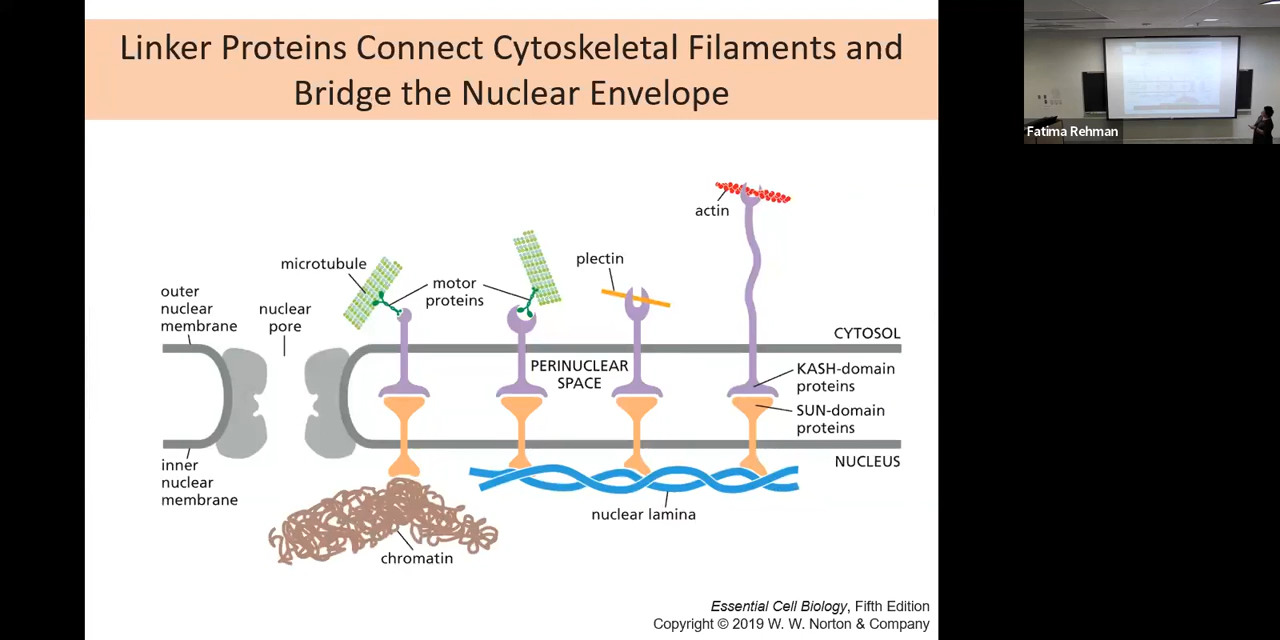 Linker Proteins Connect Cytoskeletal Filaments and
Bridge the Nuclear Envelope
Fatima Rehman
actin
plectin
microtubule
motor
proteins
outer
nuclear
membrane
nuclear
pore
CYTOSOL
PERINUCLEAR
SPACE
KASH-domain
proteins
SUN-domain
proteins
NUCLEUS
inner
nuclear
membrane
nuclear lamina
chromatin
Essential Cell Biology, Fifth Edition
Copyright © 2019 W. W. Norton & Company